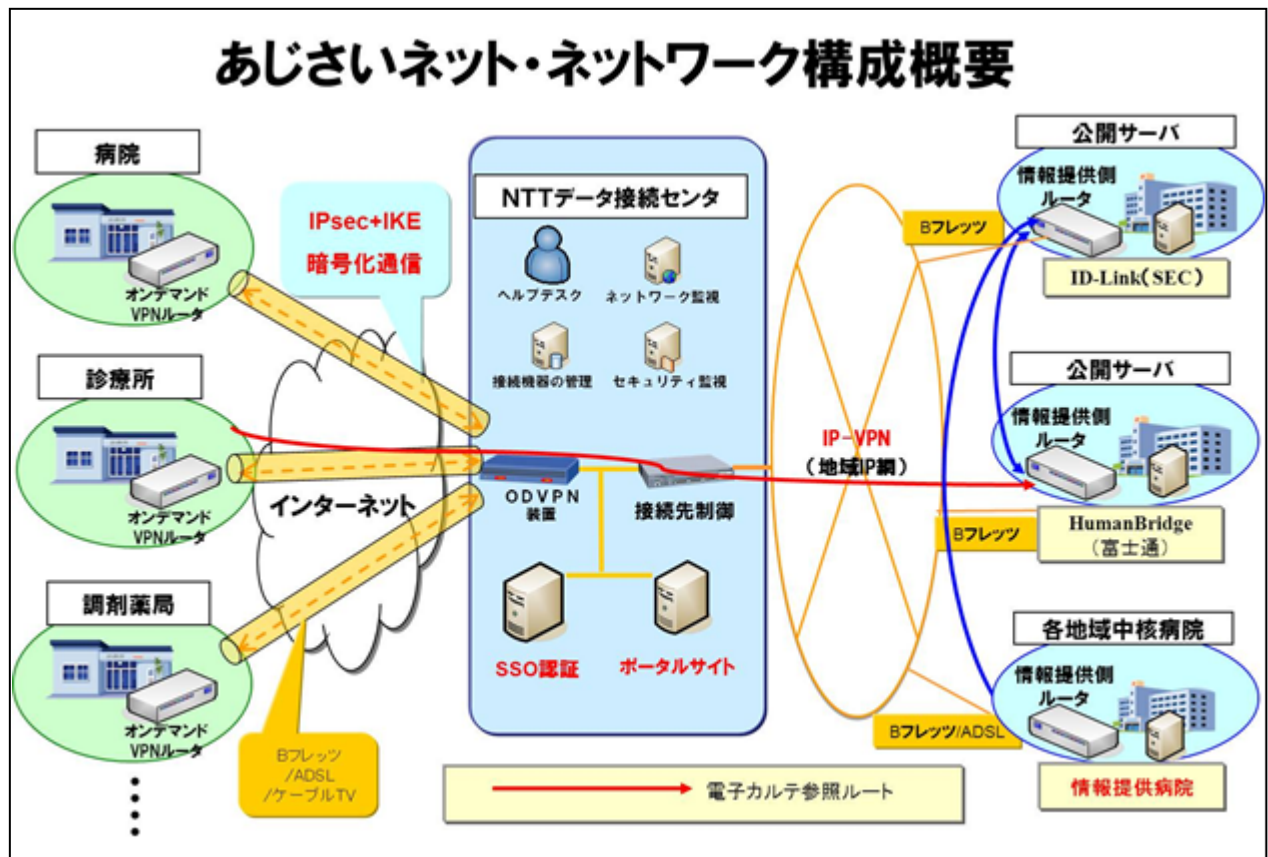 あじさいネット・ネットワーク構成概要
病院
オンデマンド
VPNルータ
診療所
オンデマンド
VPNルータ
調剤薬局
オンデマンド
VPNルータ
IPsec+IKE
暗号化通信
インターネット
Bフレッツ
/ADSL
/ケーブルTV
NTTデータ接続センタ
ヘルプデスク
ネットワーク監視
接続機器の管理
セキュリティ監視
ODVPN
装置
接続先制御
SSO認証
ポータルサイト
IP-VPN
(地域IP網)
Bフレッツ
Bフレッツ
Bフレッツ/ADSL
公開サーバ
情報提供側
ルータ
ID-Link(SEC)
公開サーバ
情報提供側
ルータ
HumanBridge
(富士通)
各地域中核病院
情報提供側
ルータ
情報提供病院
電子カルテ参照ルート